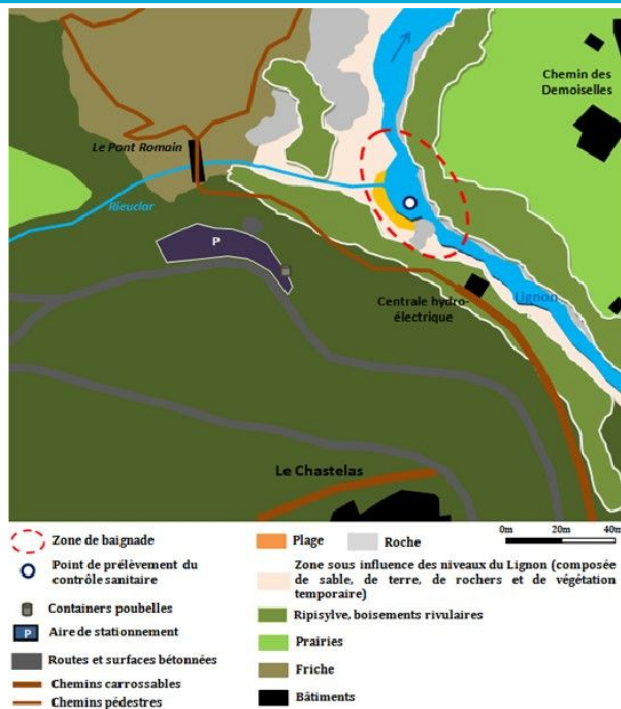 Chemin des
Demoiselles
Le Pont Romain
Rieuclar
P
Lignon
Centrale hydro-
électrique
Le Chastelas
0m 20m 40m
Zone de baignade
Point de prélèvement du
contrôle sanitaire
Containers poubelles
P Aire de stationnement
Routes et surfaces bétonnées
Chemins carrossables
Chemins pédestres
Plage
Roche
Zone sous influence des niveaux du Lignon (composée
de sable, de terre, de rochers et de végétation
temporaire)
Ripisylve, boisements rivulaires
Prairies
Friche
Bâtiments